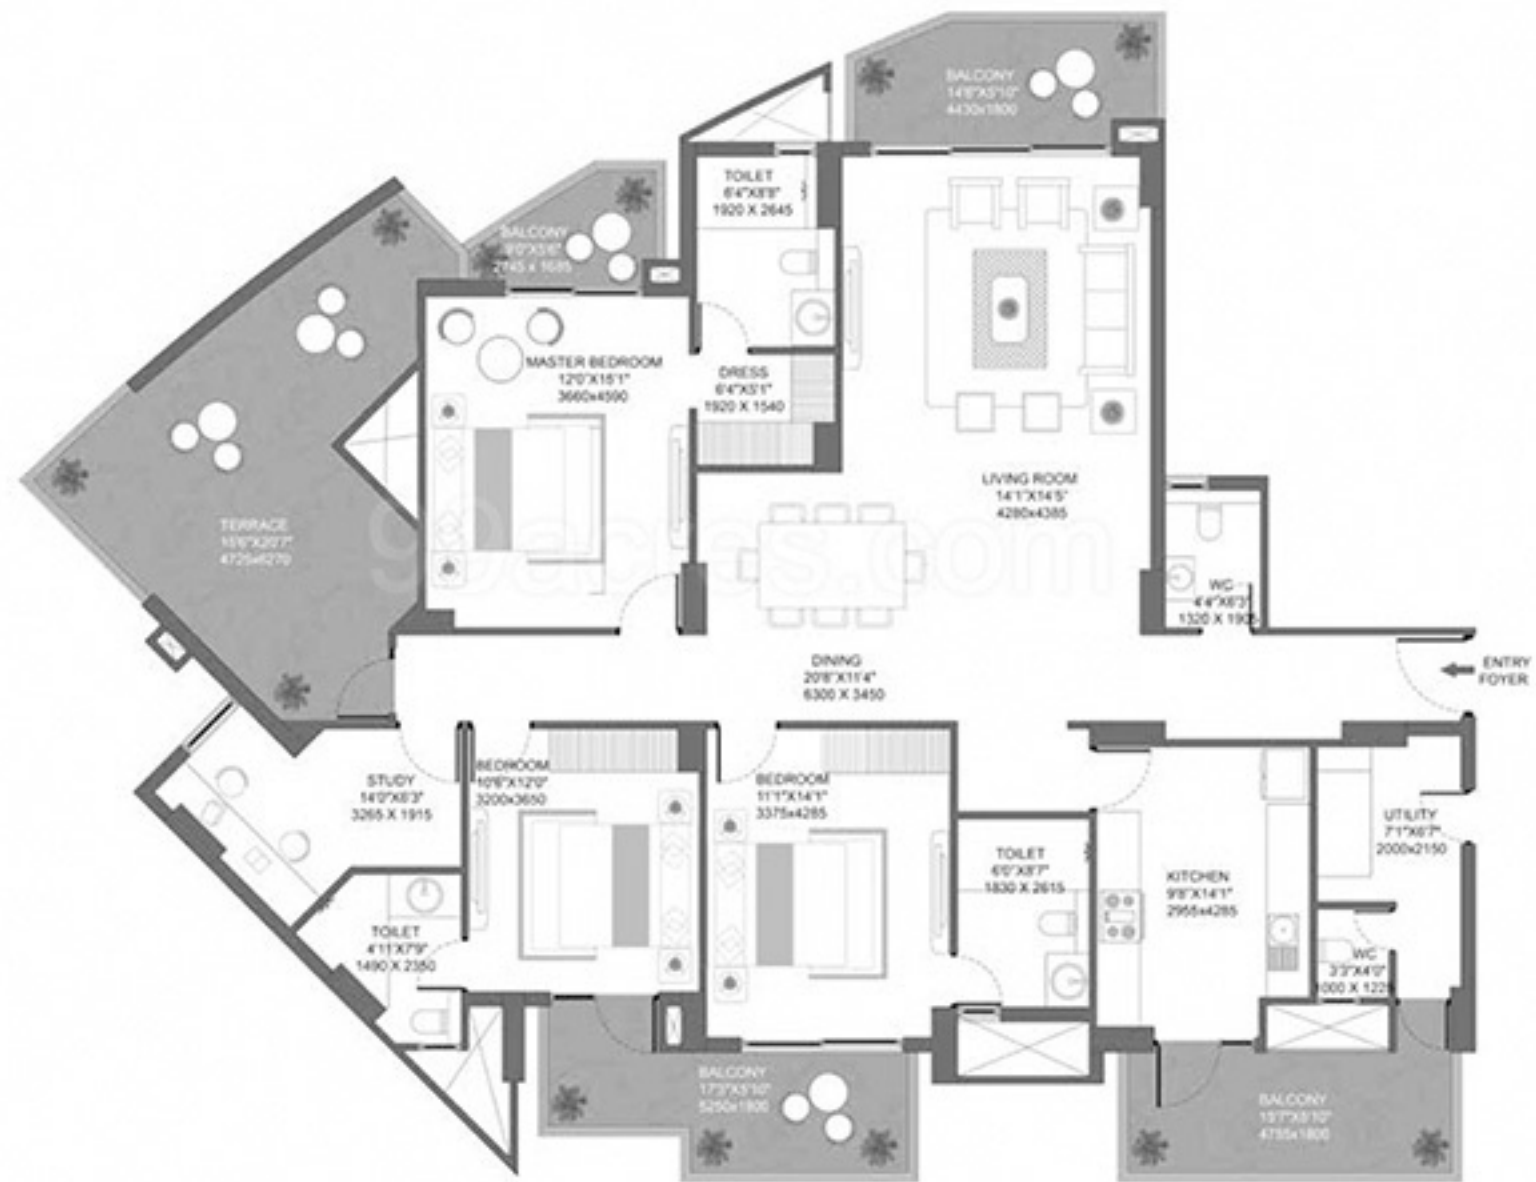 BALCONY
14'6"X5'10"
4430x1800
TOILET
6'4"X8'8"
1920 X 2645
BALCONY
9'0"X5'6"
2745 x 1685
MASTER BEDROOM
12'0"X15'1"
3660x4590
DRESS
6'4"X5'1"
1920 X 1540
LIVING ROOM
14'1"X14'5"
4280x4385
TERRACE
15'6"X20'7"
4725x6270
99acres.com
WC
4'4"X6'3"
1320 X 1905
DINING
20'8"X11'4"
6300 X 3450
ENTRY
FOYER
STUDY
14'0"X6'3"
3265 X 1915
BEDROOM
10'6"X12'0"
3200x3650
BEDROOM
11'1"X14'1"
3375x4285
UTILITY
7'1"X6'7"
2000x2150
TOILET
6'0"X8'7"
1830 X 2615
KITCHEN
9'8"X14'1"
2955x4285
TOILET
4'11"X7'9"
1490 X 2350
WC
3'3"X4'0"
1000 X 1220
BALCONY
17'3"X5'10"
5250x1800
BALCONY
15'7"X5'10"
4755x1800